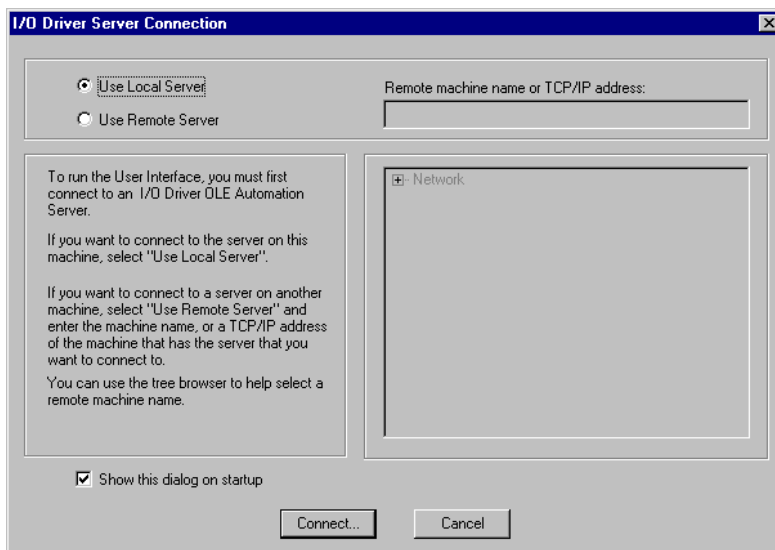 I/O Driver Server Connection
Use Local Server
Remote machine name or TCP/IP address:
Use Remote Server
To run the User Interface, you must first
connect to an I/O Driver OLE Automation
Server.
If you want to connect to the server on this
machine, select "Use Local Server".
If you want to connect to a server on another
machine, select "Use Remote Server" and
enter the machine name, or a TCP/IP address
of the machine that has the server that you
want to connect to.
You can use the tree browser to help select a
remote machine name.
Network
Show this dialog on startup
Connect...
Cancel